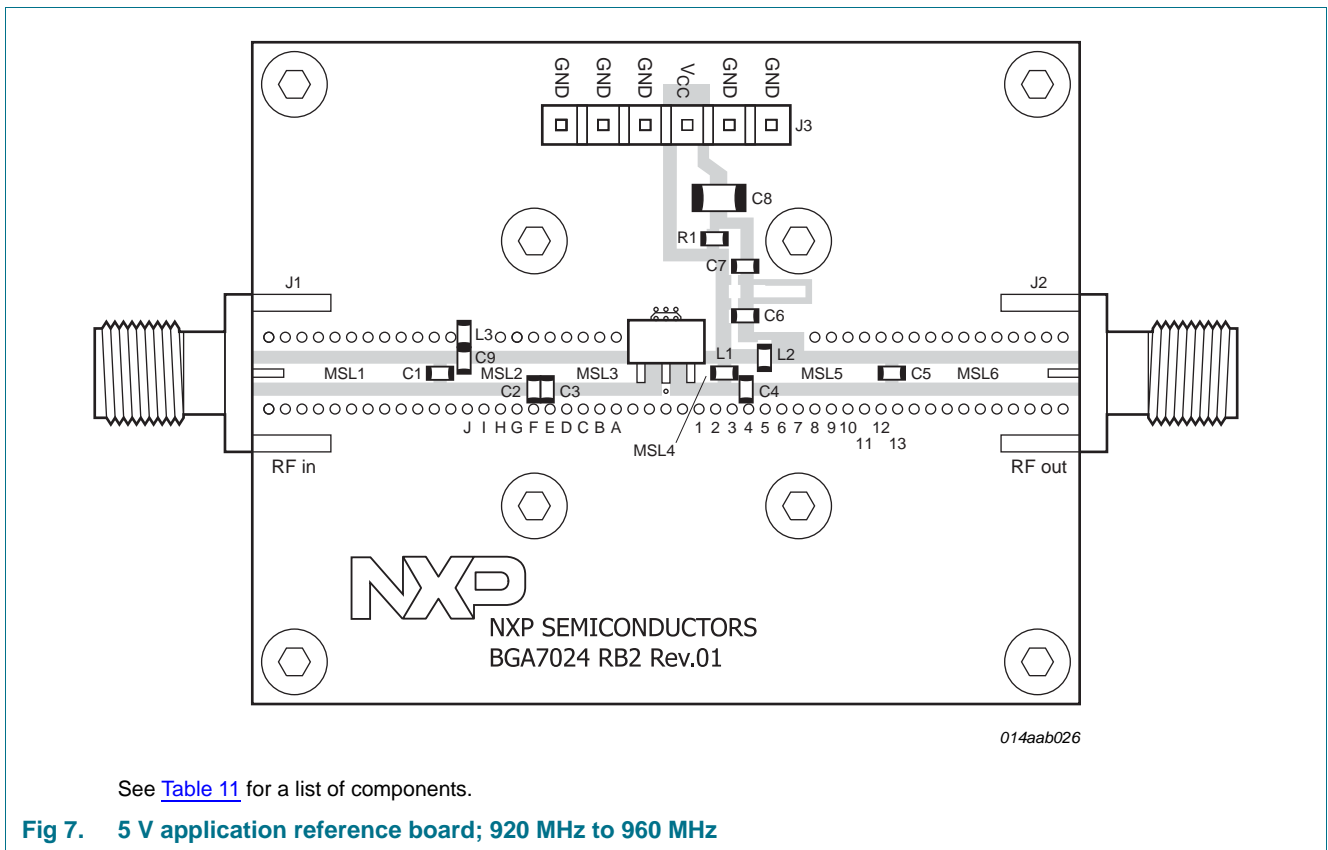 GND GND GND VCC GND GND
J3
C8
R1
C7
J1
J2
C6
L3
C9
L1
L2
MSL1
C1
MSL2
MSL3
MSL5
C5
MSL6
C2
C3
C4
J I H G F E D C B A
1 2 3 4 5 6 7 8 9 10 12
11 13
MSL4
RF in
RF out
NXP
NXP SEMICONDUCTORS
BGA7024 RB2 Rev.01
014aab026
See Table 11 for a list of components.
Fig 7. 5 V application reference board; 920 MHz to 960 MHz